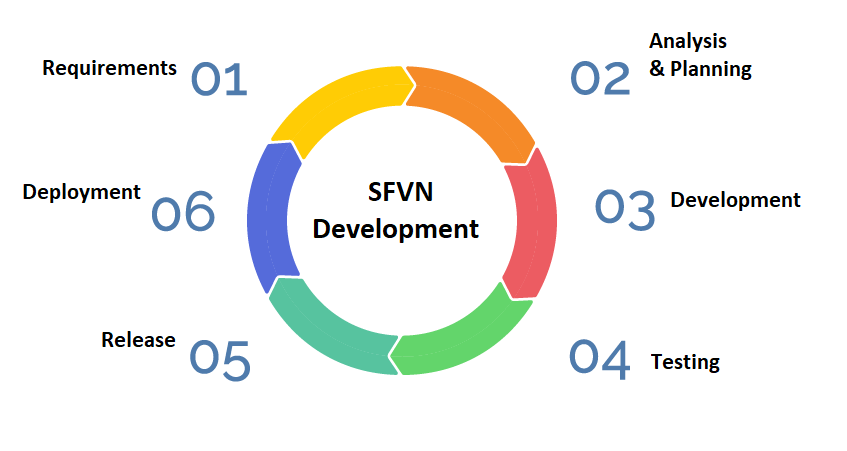 Requirements 01
02 Analysis
& Planning
SFVN
Development
03 Development
04 Testing
Release 05
Deployment 06